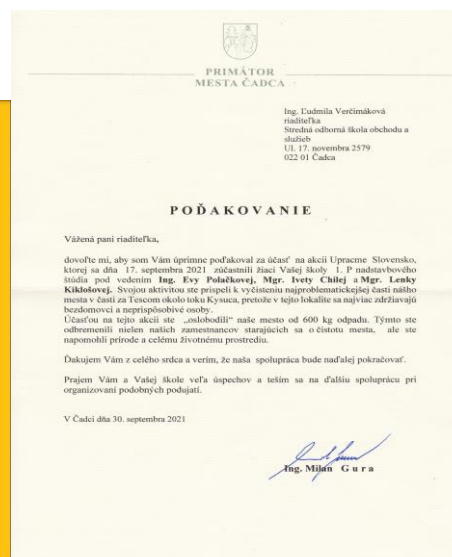 PRIMÁTOR
MESTA ČADCA
Ing. Ľudmila Verčimáková
riaditeľka
Stredná odborná škola obchodu a
služieb
Ul. 17. novembra 2579
022 01 Čadca
POĎAKOVANIE
Vážená pani riaditeľka,
dovoľte mi, aby som Vám úprimne poďakoval za účasť na akcii Upracme Slovensko,
ktorej sa dňa 17. septembra 2021 zúčastnili žiaci Vašej školy 1. P nadstavbového
štúdia pod vedením Ing. Evy Polačkovej, Mgr. Ivety Chilej a Mgr. Lenky
Kiklošovej. Svojou aktivitou ste prispeli k vyčisteniu najproblematickejšej časti nášho
mesta v časti za Tescom okolo toku Kysuca, pretože v tejto lokalite sa najviac zdržiavajú
bezdomovci a neprispôsobivé osoby.
Účasťou na tejto akcii ste „oslobodili" naše mesto od 600 kg odpadu. Týmto ste
odbremenili nielen našich zamestnancov starajúcich sa o čistotu mesta, ale ste
napomohli prírode a celému životnému prostrediu.
Ďakujem Vám z celého srdca a verím, že naša spolupráca bude naďalej pokračovať.
Prajem Vám a Vašej škole veľa úspechov a teším sa na ďalšiu spoluprácu pri
organizovaní podobných podujatí.
V Čadci dňa 30. septembra 2021
Ing. Milan Gura